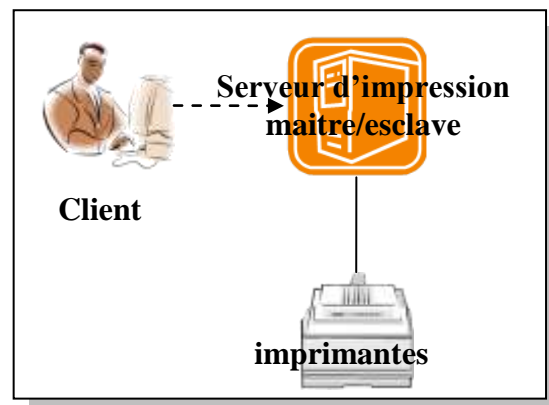 Serveur d'impression
maitre/esclave
Client
imprimantes